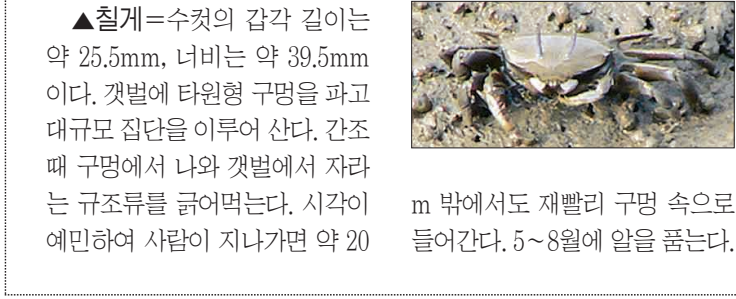 ▲칠게=수컷의 갑각 길이는
약 25.5mm, 너비는 약 39.5mm
이다. 갯벌에 타원형 구멍을 파고
대규모 집단을 이루어 산다. 간조
때 구멍에서 나와 갯벌에서 자라
는 규조류를 긁어먹는다. 시각이
예민하여 사람이 지나가면 약 20
m 밖에서도 재빨리 구멍 속으로
들어간다. 5~8월에 알을 품는다.